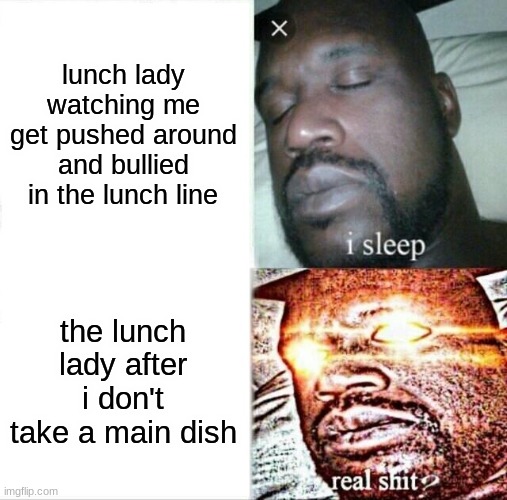 lunch lady
watching me
get pushed around
and bullied
in the lunch line
i sleep
the lunch
lady after
i don't
take a main dish
real shit?
imgflip.com